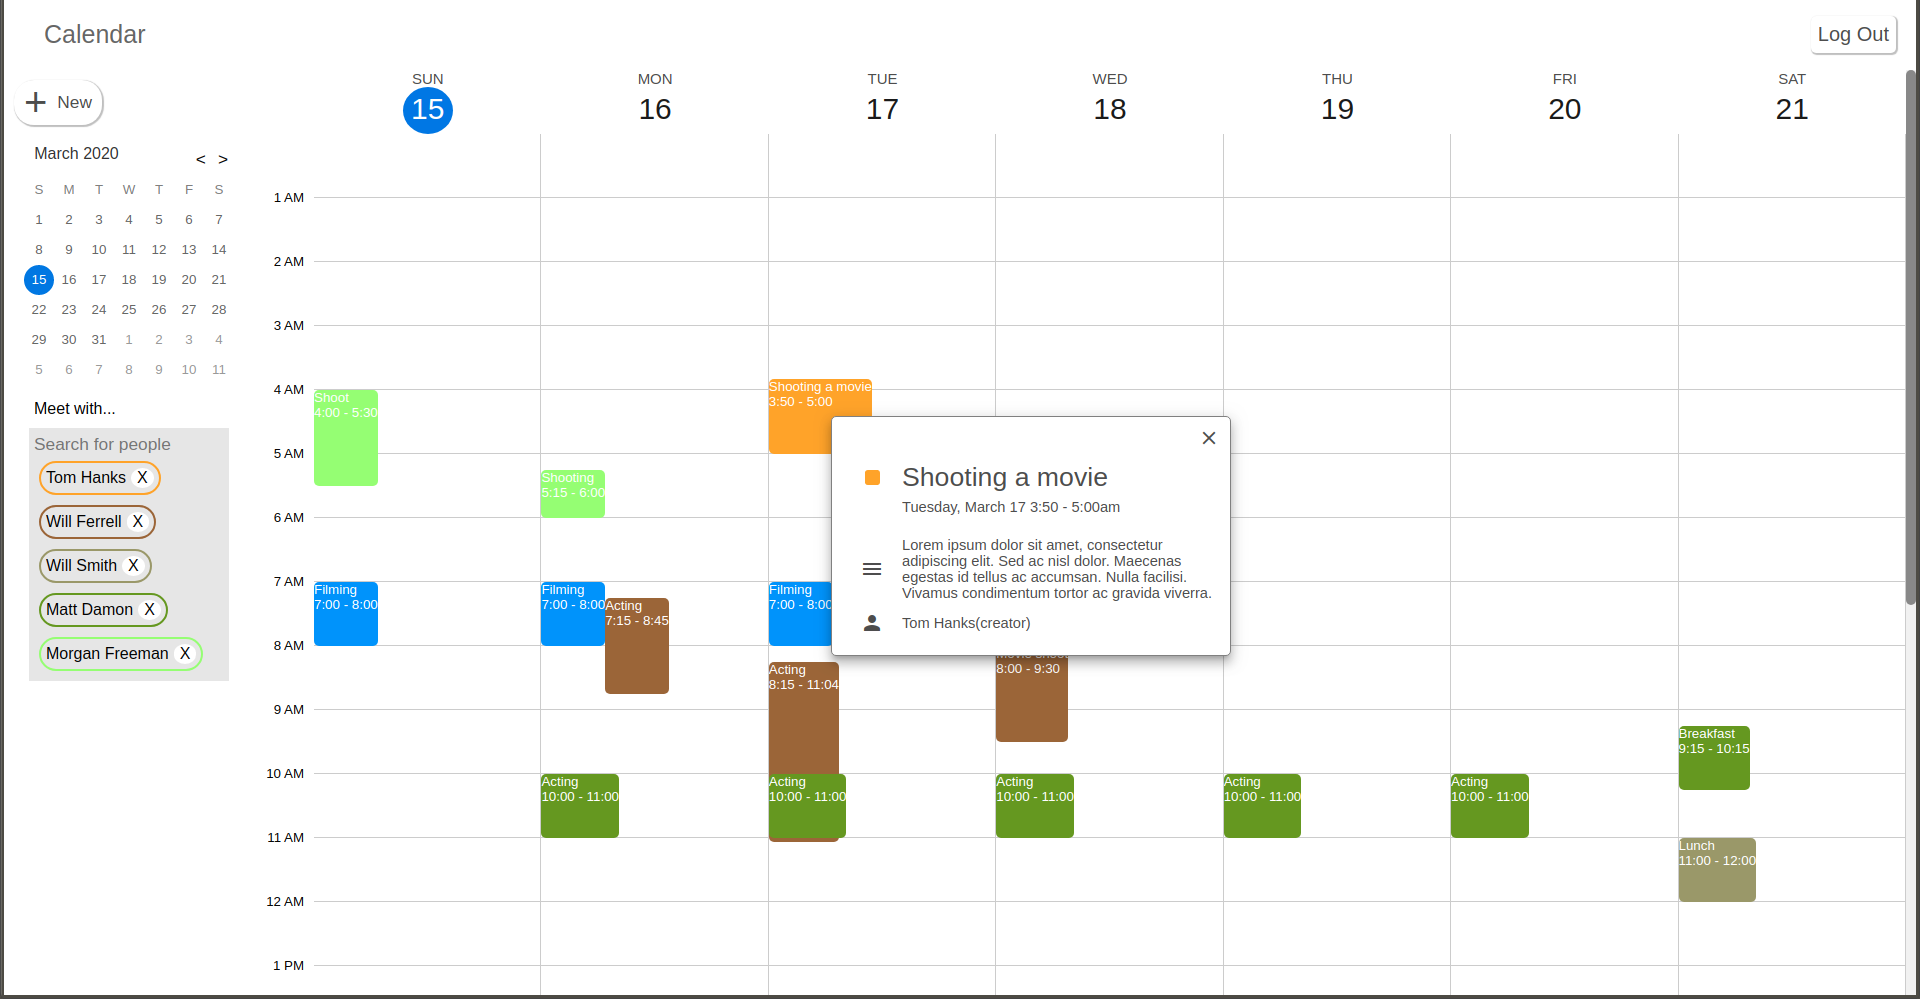 Calendar
Log Out
New
March 2020
< >
S M T W T F S
1 2 3 4 5 6 7
8 9 10 11 12 13 14
15 16 17 18 19 20 21
22 23 24 25 26 27 28
29 30 31 1 2 3 4
5 6 7 8 9 10 11
Meet with...
Search for people
Tom Hanks X
Will Ferrell X
Will Smith X
Matt Damon X
Morgan Freeman X
SUN MON TUE WED THU FRI SAT
15 16 17 18 19 20 21
1 AM
2 AM
3 AM
4 AM
5 AM
6 AM
7 AM
8 AM
9 AM
10 AM
11 AM
12 AM
1 PM
Shoot
4:00 - 5:30
Filming
7:00 - 8:00
Shooting
5:15 - 6:00
Filming
7:00 - 8:00
Acting
7:15 - 8:45
Acting
10:00 - 11:00
Shooting a movie
3:50 - 5:00
Filming
7:00 - 8:00
Acting
8:15 - 11:04
Acting
10:00 - 11:00
8:00 - 9:30
Acting
10:00 - 11:00
Acting
10:00 - 11:00
Acting
10:00 - 11:00
Breakfast
9:15 - 10:15
Lunch
11:00 - 12:00
Shooting a movie
Tuesday, March 17 3:50 - 5:00am
Lorem ipsum dolor sit amet, consectetur
adipiscing elit. Sed ac nisl dolor. Maecenas
egestas id tellus ac accumsan. Nulla facilisi.
Vivamus condimentum tortor ac gravida viverra.
Tom Hanks(creator)